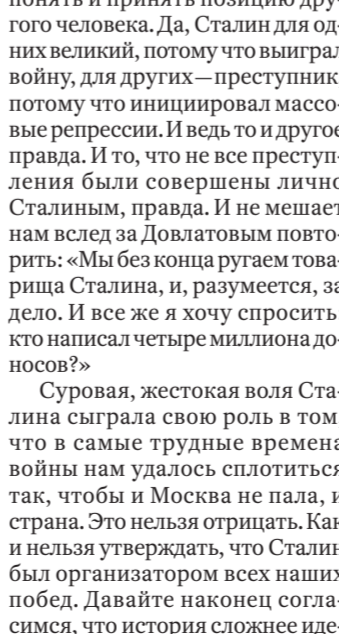 понять и принять позицию дру-
гого человека. Да, Сталин для од-
них великий, потому что выиграл
войну, для других — преступник
потому что инициировал массо-
вые репрессии. И ведь то и другое
правда. И то, что не все преступ-
ления были совершены лично
Сталиным, правда. И не мешает
нам вслед за Довлатовым повто-
рить: «Мы без конца ругаем това-
рища Сталина, и, разумеется, за
дело. И все же я хочу спросить
кто написал четыре миллиона до-
носов?»
Суровая, жестокая воля Ста-
лина сыграла свою роль в том
что в самые трудные времена
войны нам удалось сплотиться
так, чтобы и Москва не пала, и
страна. Это нельзя отрицать. Как
и нельзя утверждать, что Сталин
был организатором всех наших
побед. Давайте наконец согла-
симся, что история сложнее иде-